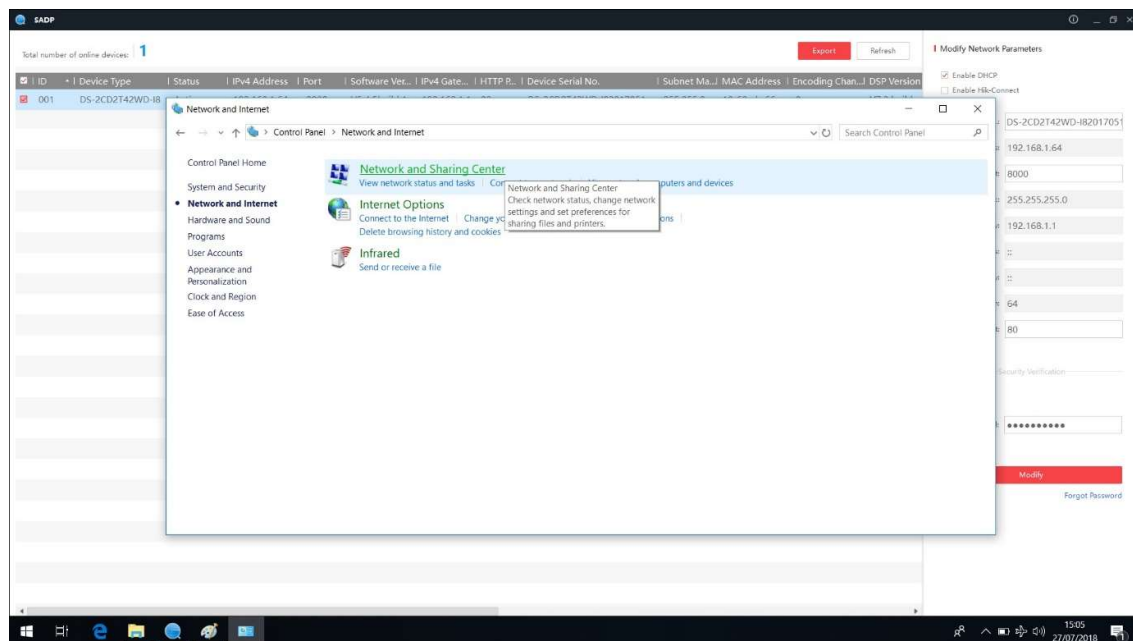 SADP
Total number of online devices: 1
Export
Refresh
ID
Device Type
Status
IPv4 Address
Port
Software Ver...
IPv4 Gate...
HTTP P...
Device Serial No.
Subnet Ma...
MAC Address
Encoding Chan...
DSP Version
001
DS-2CD2T42WD-I8
Network and Internet
Control Panel > Network and Internet
Search Control Panel
Control Panel Home
System and Security
Network and Internet
Hardware and Sound
Programs
User Accounts
Appearance and
Personalization
Clock and Region
Ease of Access
Network and Sharing Center
View network status and tasks
puters and devices
Network and Sharing Center
Check network status, change network
settings and set preferences for
sharing files and printers.
Internet Options
Connect to the Internet
Change yo
ons
Delete browsing history and cookies
Infrared
Send or receive a file
Modify Network Parameters
Enable DHCP
Enable Hik-Connect
DS-2CD2T42WD-I82017051
192.168.1.64
8000
255.255.255.0
192.168.1.1
::
::
64
80
Security Verification
Modify
Forgot Password
15:05
27/07/2018